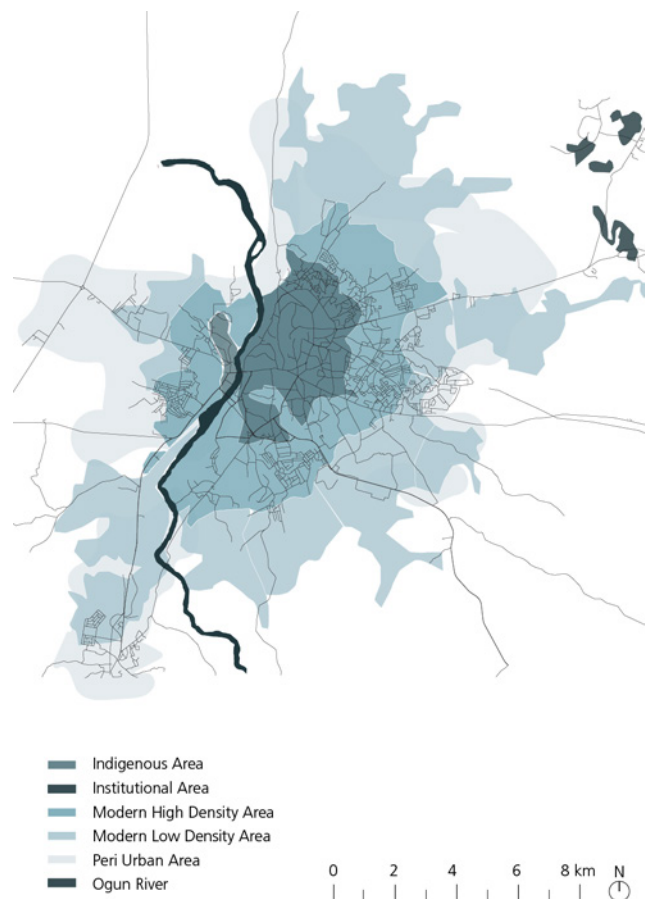 Indigenous Area
Institutional Area
Modern High Density Area
Modern Low Density Area
Peri Urban Area
Ogun River
0 2 4 6 8 km N